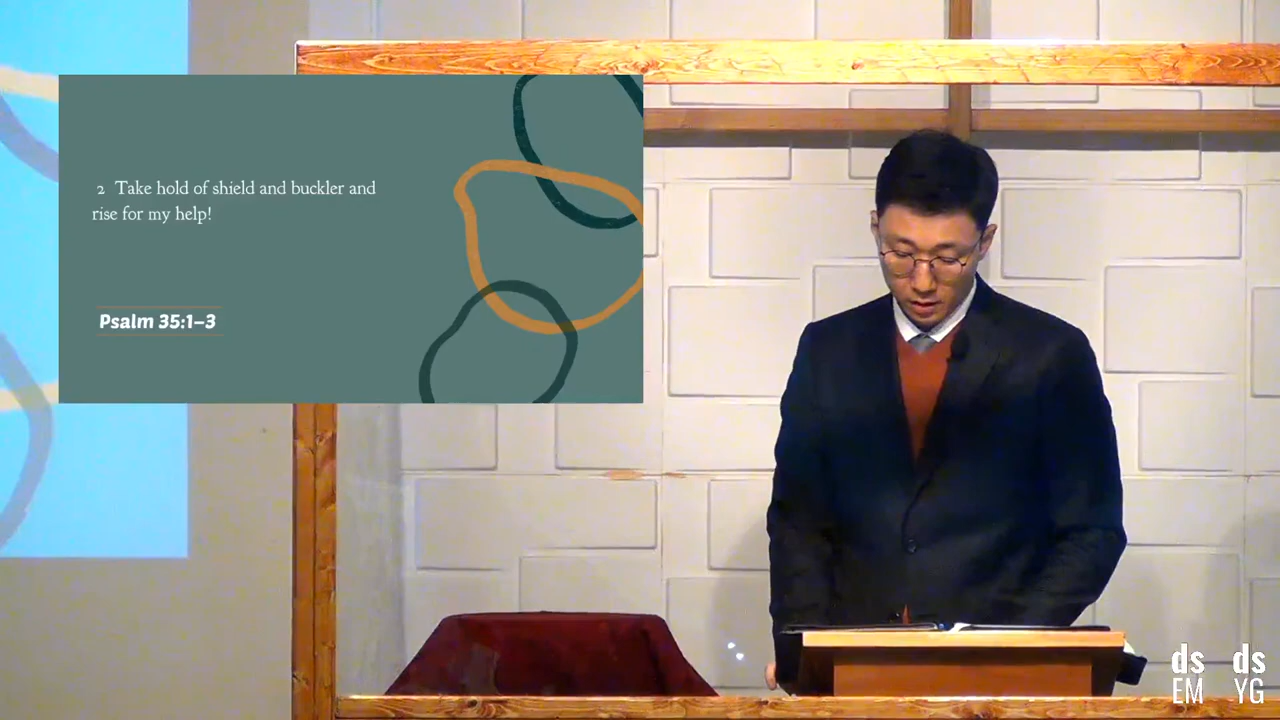 2 Take hold of shield and buckler and
rise for my help!
Psalm 35:1–3
ds ds
EM YG